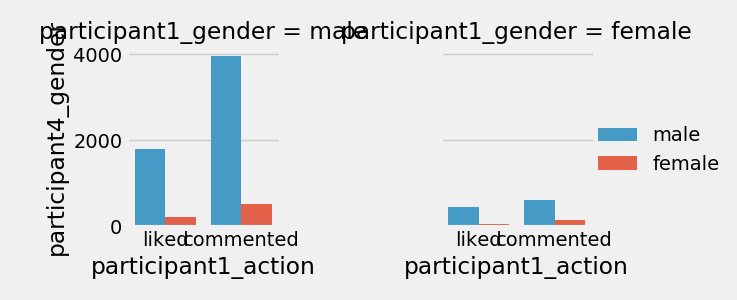 participant1_gender = male
participant1_gender = female
participant4_gender
4000
2000
0
liked
commented
liked
commented
participant1_action
participant1_action
male
female